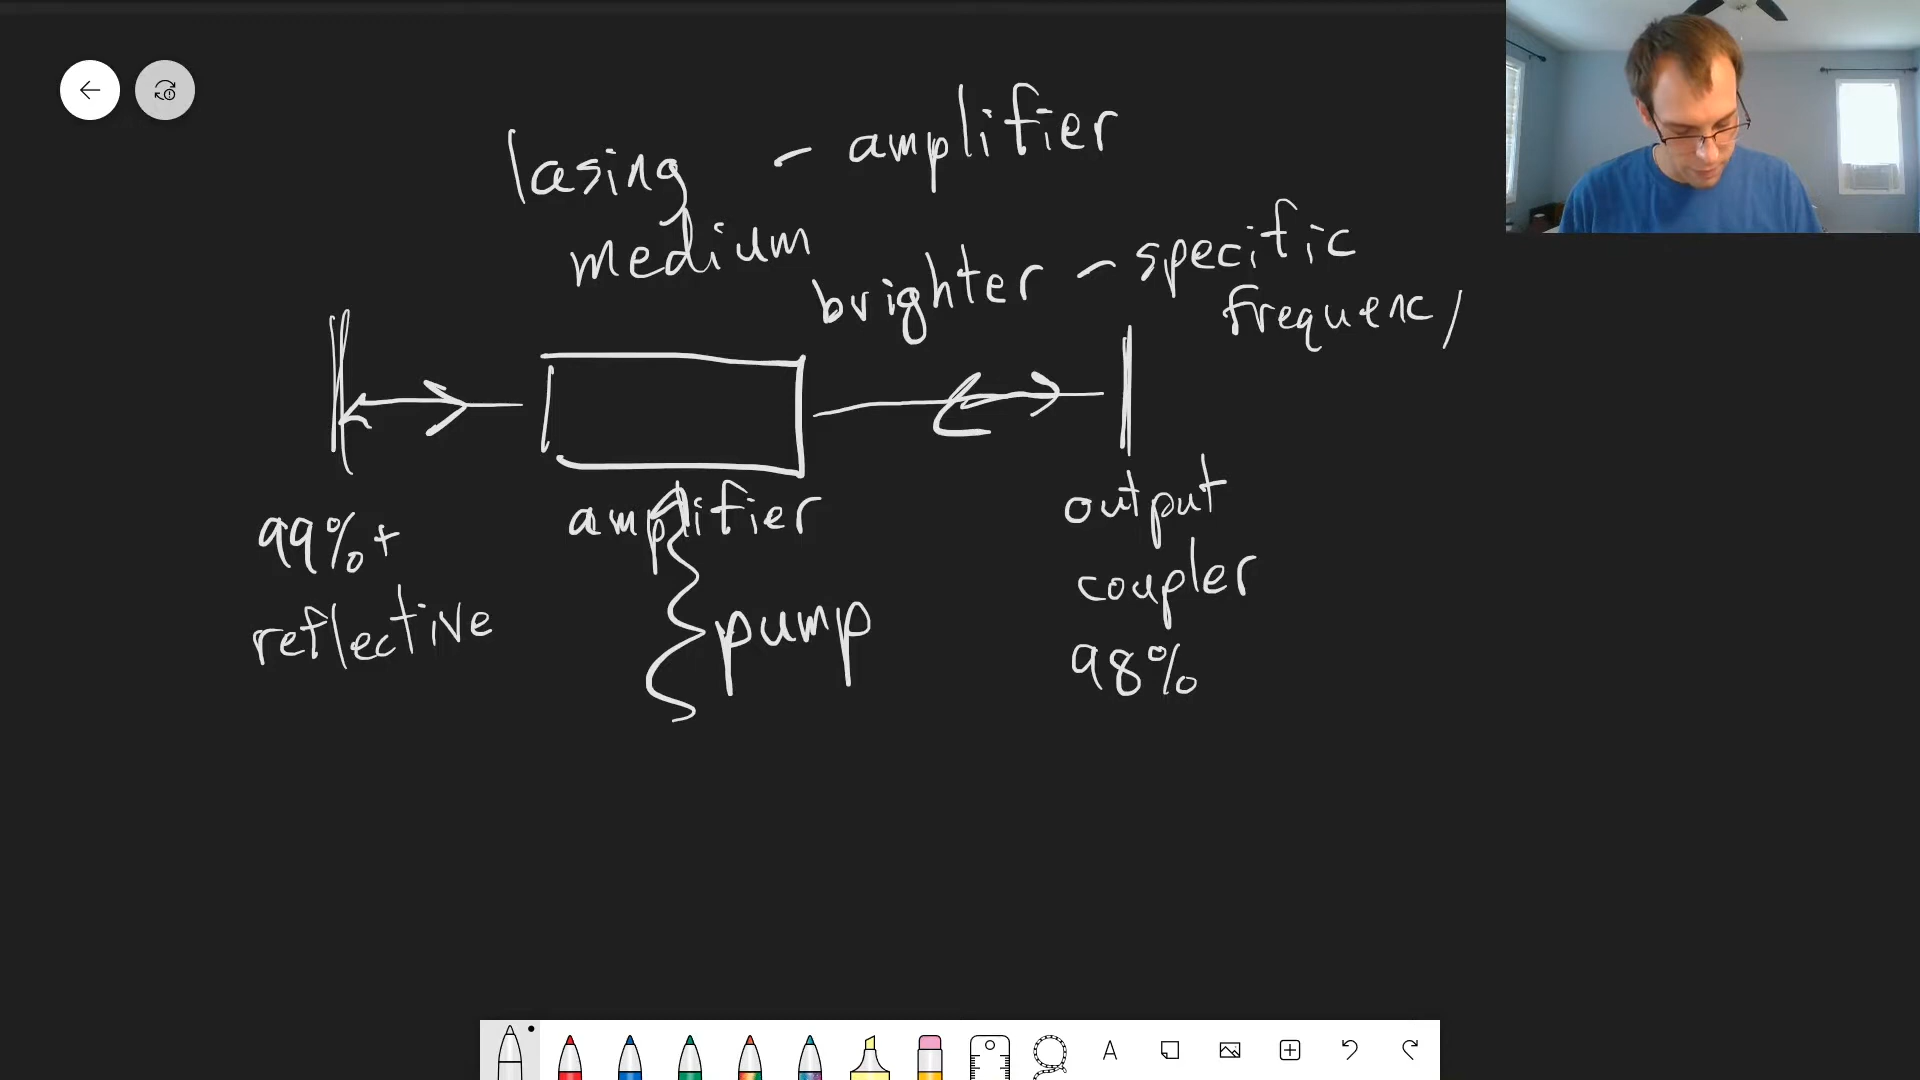 lasing - amplifier
medium
brighter - specific
frequency
99%+
reflective
amplifier
pump
output
coupler
98%
A